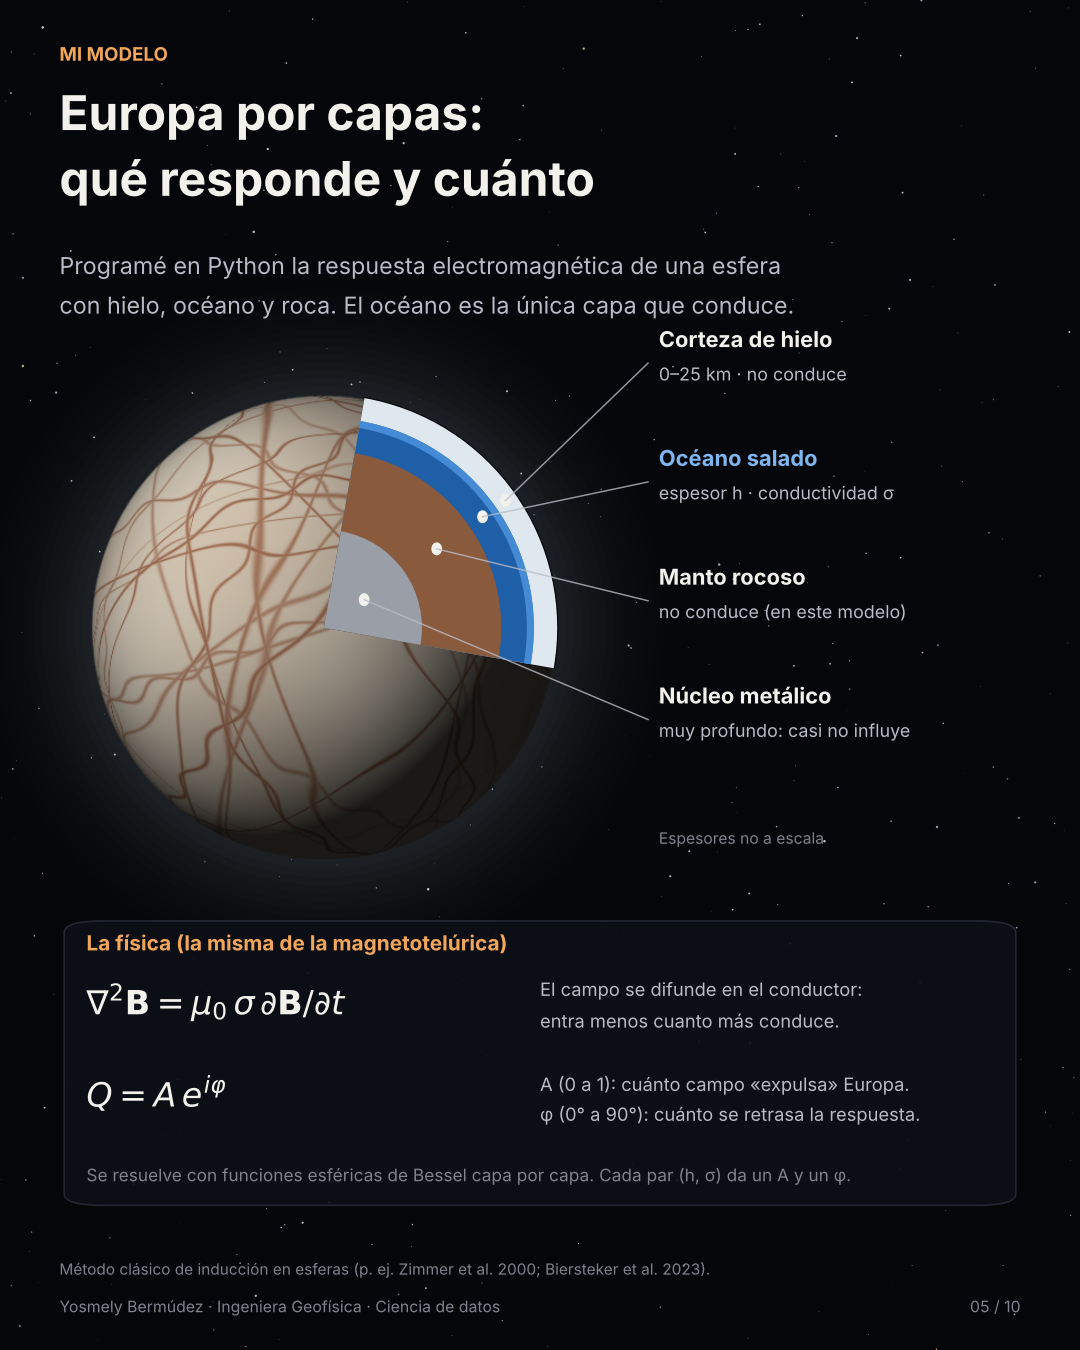 MI MODELO
Europa por capas:
qué responde y cuánto
Programé en Python la respuesta electromagnética de una esfera
con hielo, océano y roca. El océano es la única capa que conduce.
Corteza de hielo
0–25 km · no conduce
Océano salado
espesor h · conductividad σ
Manto rocoso
no conduce (en este modelo)
Núcleo metálico
muy profundo: casi no influye
Espesores no a escala
La física (la misma de la magnetotelúrica)
∇²B = μ₀ σ ∂B/∂t
El campo se difunde en el conductor:
entra menos cuanto más conduce.
Q = A e^{iφ}
A (0 a 1): cuánto campo «expulsa» Europa.
φ (0° a 90°): cuánto se retrasa la respuesta.
Se resuelve con funciones esféricas de Bessel capa por capa. Cada par (h, σ) da un A y un φ.
Método clásico de inducción en esferas (p. ej. Zimmer et al. 2000; Biersteker et al. 2023).
Yosmely Bermúdez · Ingeniera Geofísica · Ciencia de datos
05 / 10